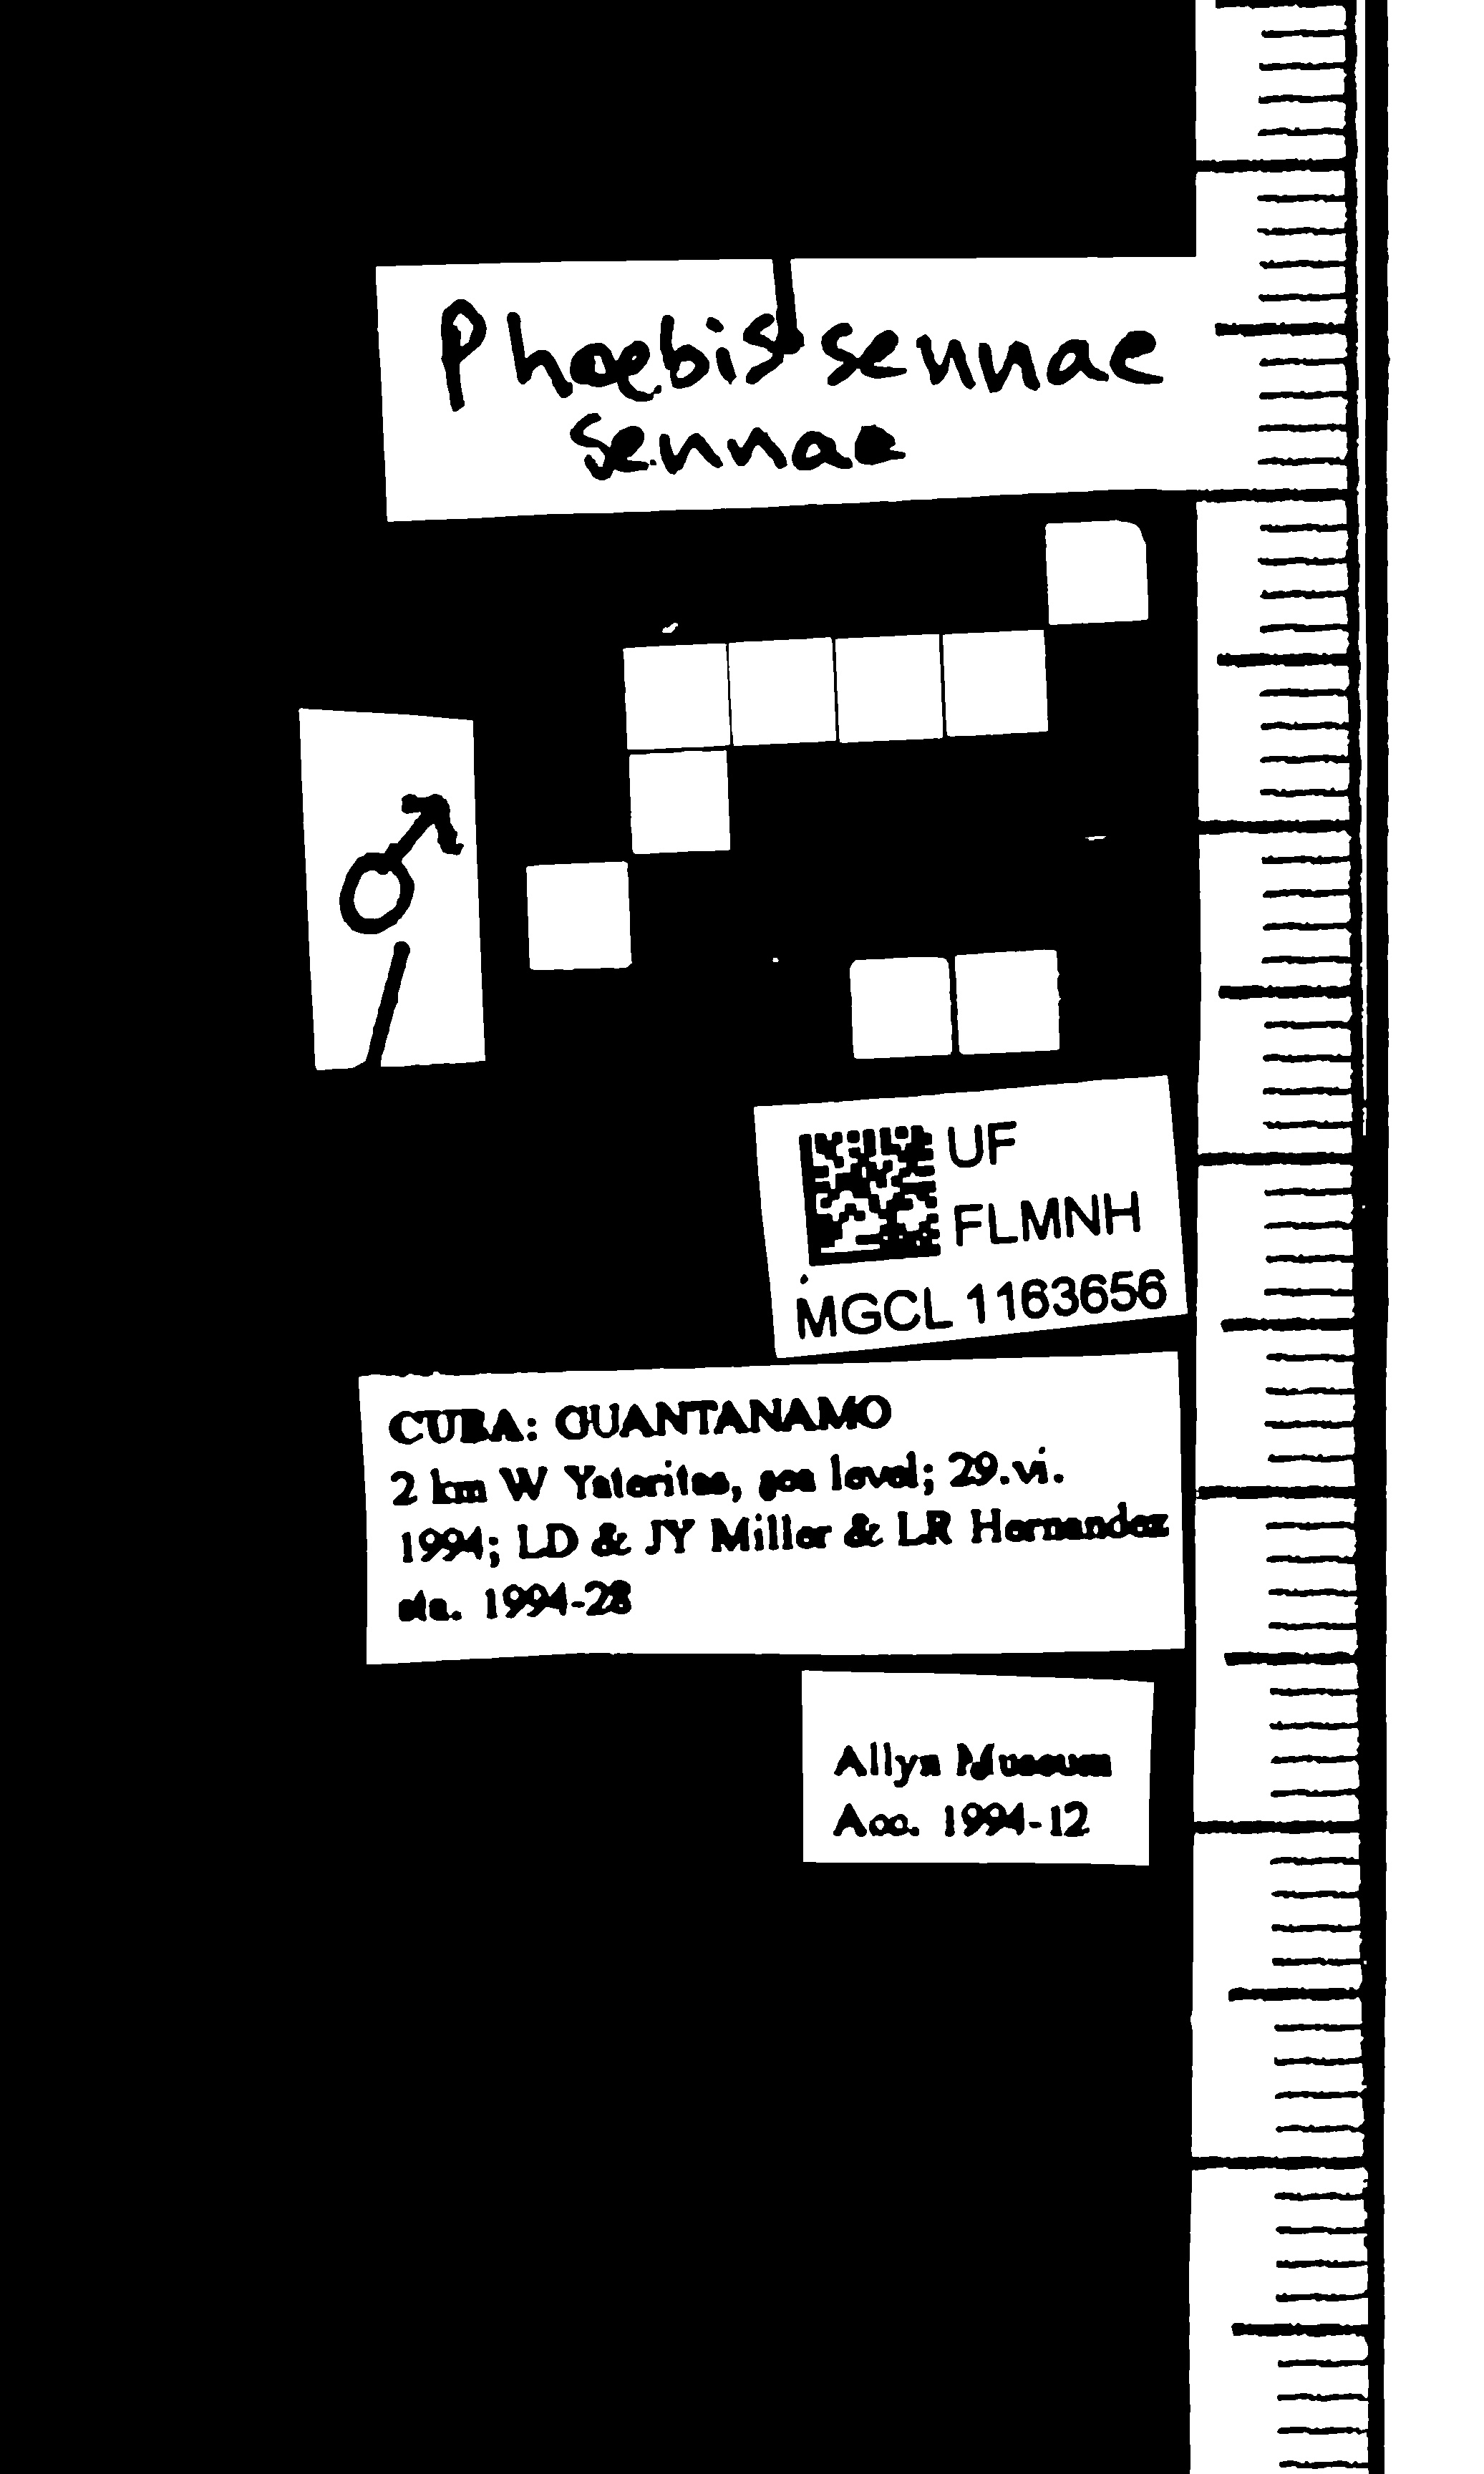 Phoebis sennae
sennae
♂
UF
FLMNH
MGCL 1163656
CUBA: GUANTANAMO
2 km W Yateritas, sea level; 29.vi.
1994; LD & JY Miller & LR Hernandez
sta. 1994-28
Allyn Museum
Acc. 1994-12